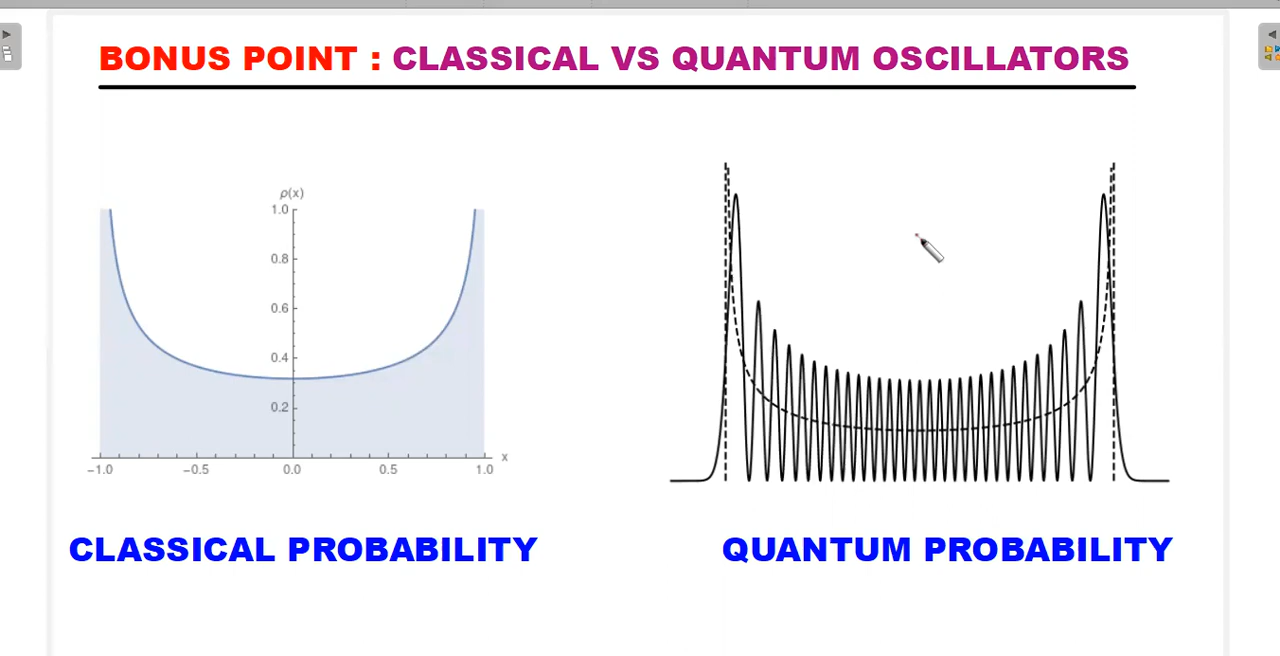 BONUS POINT : CLASSICAL VS QUANTUM OSCILLATORS
ρ(x)
1.0
0.8
0.6
0.4
0.2
x
−1.0 −0.5 0.0 0.5 1.0
CLASSICAL PROBABILITY QUANTUM PROBABILITY